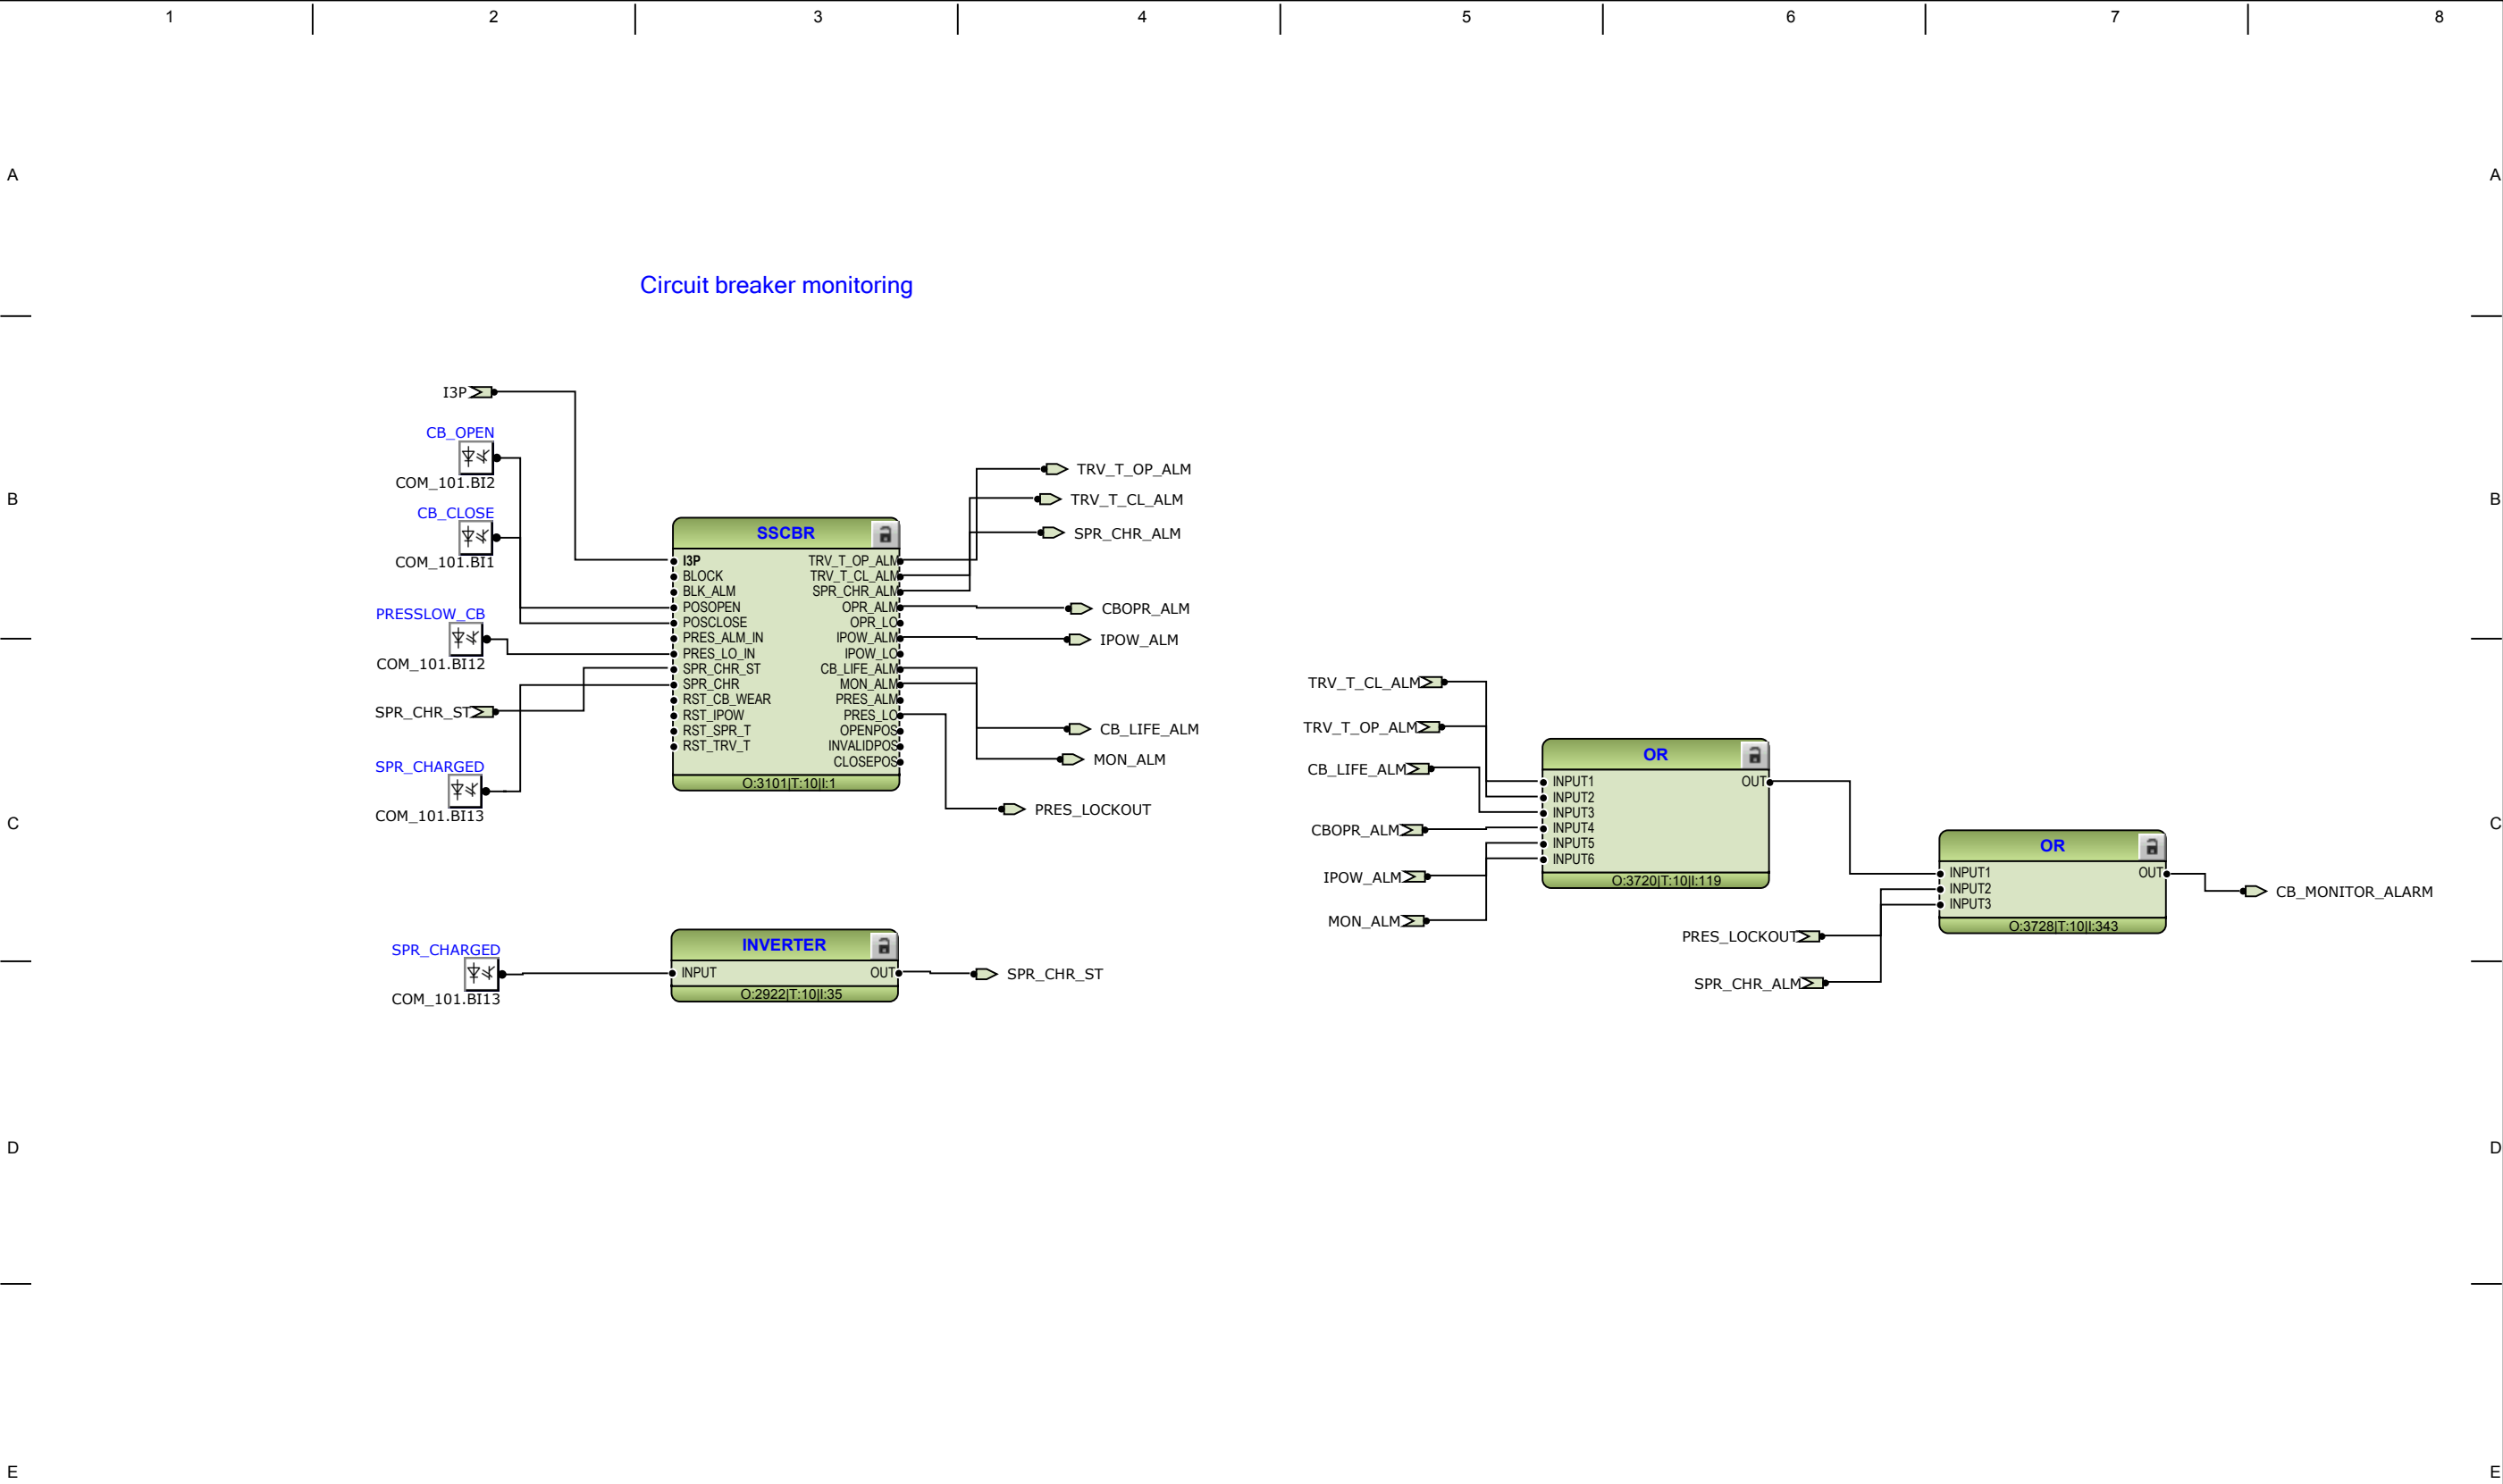 1 2 3 4 5 6 7 8
A A
Circuit breaker monitoring
I3P
CB_OPEN
COM_101.BI2
CB_CLOSE
COM_101.BI1
PRESSLOW_CB
COM_101.BI12
SPR_CHR_ST
SPR_CHARGED
COM_101.BI13
B B
SSCBR
I3P TRV_T_OP_ALM
BLOCK TRV_T_CL_ALM
BLK_ALM SPR_CHR_ALM
POSOPEN OPR_ALM
POSCLOSE OPR_LO
PRES_ALM_IN IPOW_ALM
PRES_LO_IN IPOW_LO
SPR_CHR_ST CB_LIFE_ALM
SPR_CHR MON_ALM
RST_CB_WEAR PRES_ALM
RST_IPOW PRES_LO
RST_SPR_T OPENPOS
RST_TRV_T INVALIDPOS
CLOSEPOS
O:3101|T:10|I:1
TRV_T_OP_ALM
TRV_T_CL_ALM
SPR_CHR_ALM
CBOPR_ALM
IPOW_ALM
CB_LIFE_ALM
MON_ALM
PRES_LOCKOUT
TRV_T_CL_ALM
TRV_T_OP_ALM
CB_LIFE_ALM
CBOPR_ALM
IPOW_ALM
MON_ALM
OR
INPUT1 OUT
INPUT2
INPUT3
INPUT4
INPUT5
INPUT6
O:3720|T:10|I:119
C C
PRES_LOCKOUT
SPR_CHR_ALM
OR
INPUT1 OUT
INPUT2
INPUT3
O:3728|T:10|I:343
CB_MONITOR_ALARM
SPR_CHARGED
COM_101.BI13
INVERTER
INPUT OUT
O:2922|T:10|I:35
SPR_CHR_ST
D D
E E